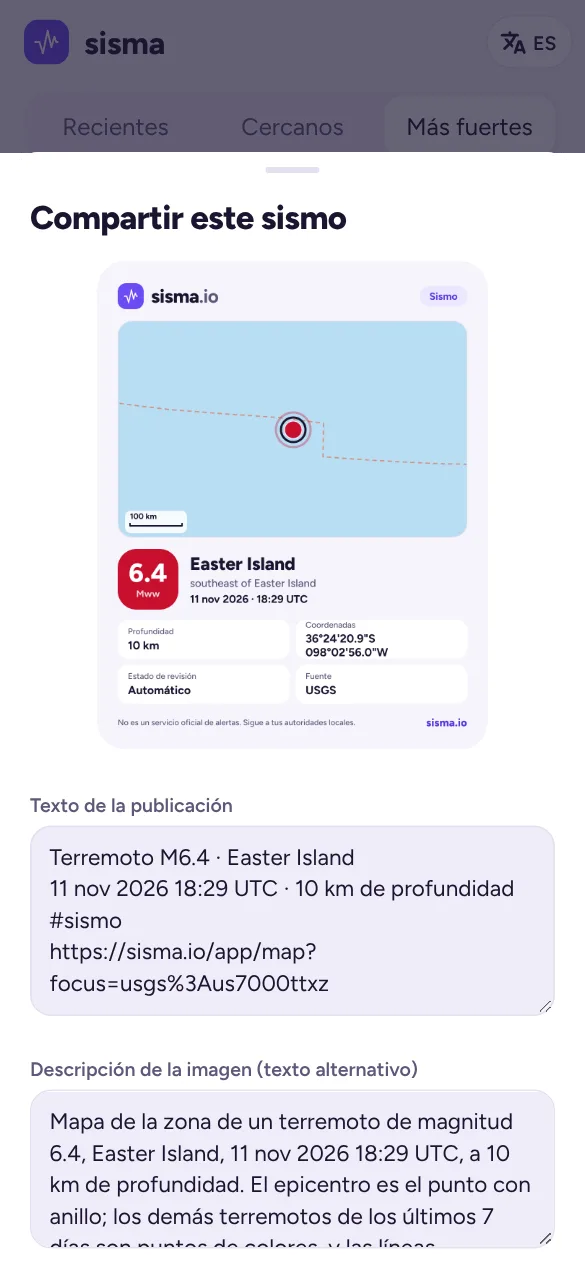 sisma
ES
Recientes
Cercanos
Más fuertes
Compartir este sismo
sisma.io
Sismo
100 km
6.4
Mww
Easter Island
southeast of Easter Island
11 nov 2026 · 18:29 UTC
Profundidad
10 km
Coordenadas
36°24'20.9"S
098°02'56.0"W
Estado de revisión
Automático
Fuente
USGS
No es un servicio oficial de alertas. Sigue a tus autoridades locales.
sisma.io
Texto de la publicación
Terremoto M6.4 · Easter Island
11 nov 2026 18:29 UTC · 10 km de profundidad
#sismo
https://sisma.io/app/map?
focus=usgs%3Aus7000ttxz
Descripción de la imagen (texto alternativo)
Mapa de la zona de un terremoto de magnitud
6.4, Easter Island, 11 nov 2026 18:29 UTC, a 10
km de profundidad. El epicentro es el punto con
anillo; los demás terremotos de los últimos 7
días son puntos de colores, y las líneas